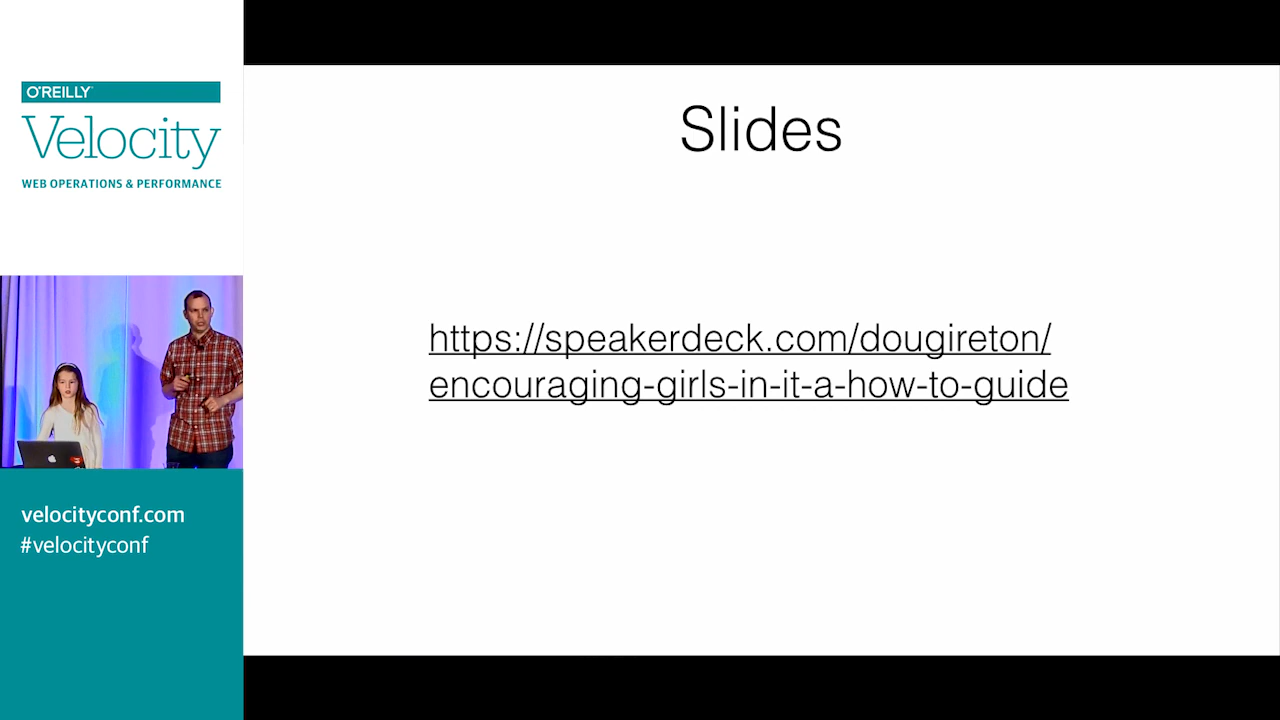 O'REILLY
Velocity
WEB OPERATIONS & PERFORMANCE
velocityconf.com
#velocityconf
Slides
https://speakerdeck.com/dougireton/
encouraging-girls-in-it-a-how-to-guide